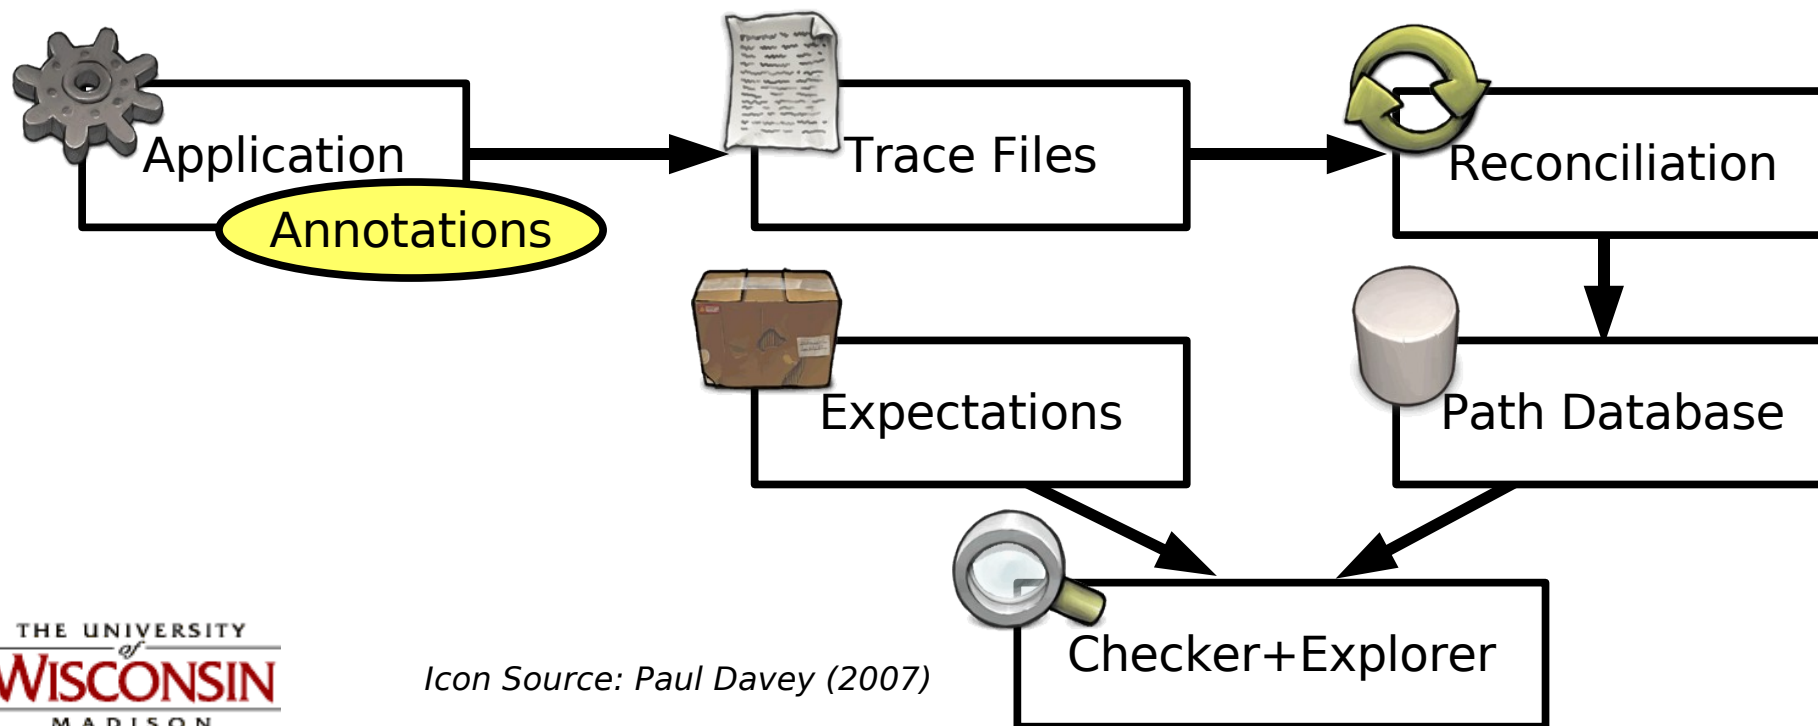 Application
Annotations
Trace Files
Reconciliation
Expectations
Path Database
Checker+Explorer
THE UNIVERSITY
of
WISCONSIN
MADISON
Icon Source: Paul Davey (2007)